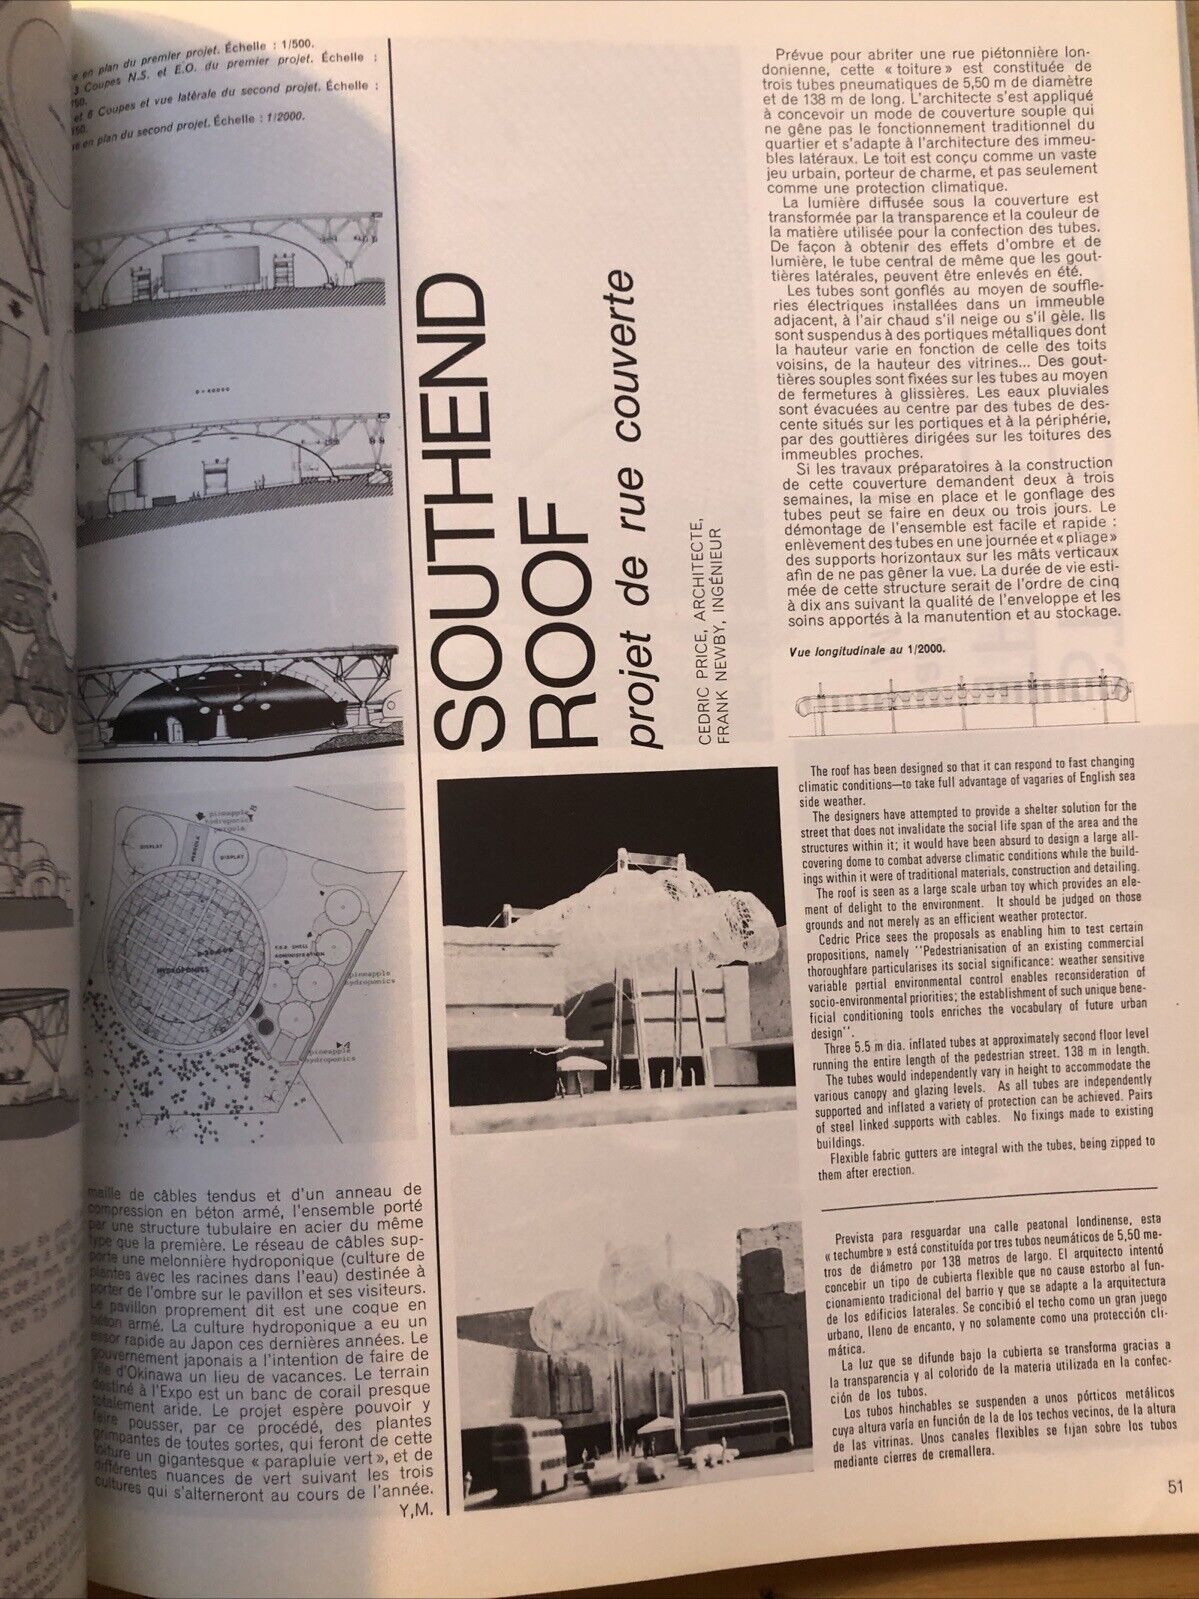 en plan du premier projet. Échelle : 1/500.
3 Coupes N.S. et E.O. du premier projet. Échelle :
et 6 Coupes et vue latérale du second projet. Échelle :
en plan du second projet. Échelle : 1/2000.
DISPLAY
PERGOLA
DISPLAY
pineapple
hydroponics
pergola
HYDROPONICS
ADMINISTRATION
pineapple
hydroponics
pineapple
hydroponics
maille de câbles tendus et d'un anneau de
compression en béton armé, l'ensemble porté
par une structure tubulaire en acier du même
type que la première. Le réseau de câbles sup-
porte une melonnière hydroponique (culture de
plantes avec les racines dans l'eau) destinée à
porter de l'ombre sur le pavillon et ses visiteurs.
Le pavillon proprement dit est une coque en
béton armé. La culture hydroponique a eu un
essor rapide au Japon ces dernières années. Le
gouvernement japonais a l'intention de faire de
l'île d'Okinawa un lieu de vacances. Le terrain
destiné à l'Expo est un banc de corail presque
totalement aride. Le projet espère pouvoir y
faire pousser, par ce procédé, des plantes
grimpantes de toutes sortes, qui feront de cette
toiture un gigantesque « parapluie vert », et de
différentes nuances de vert suivant les trois
cultures qui s'alterneront au cours de l'année.
Y,M.
SOUTHEND
ROOF
projet de rue couverte
CEDRIC PRICE, ARCHITECTE,
FRANK NEWBY, INGÉNIEUR
Prévue pour abriter une rue piétonnière lon-
donienne, cette « toiture » est constituée de
trois tubes pneumatiques de 5,50 m de diamètre
et de 138 m de long. L'architecte s'est appliqué
à concevoir un mode de couverture souple qui
ne gêne pas le fonctionnement traditionnel du
quartier et s'adapte à l'architecture des immeu-
bles latéraux. Le toit est conçu comme un vaste
jeu urbain, porteur de charme, et pas seulement
comme une protection climatique.
La lumière diffusée sous la couverture est
transformée par la transparence et la couleur de
la matière utilisée pour la confection des tubes.
De façon à obtenir des effets d'ombre et de
lumière, le tube central de même que les gout-
tières latérales, peuvent être enlevés en été.
Les tubes sont gonflés au moyen de souffle-
ries électriques installées dans un immeuble
adjacent, à l'air chaud s'il neige ou s'il gèle. Ils
sont suspendus à des portiques métalliques dont
la hauteur varie en fonction de celle des toits
voisins, de la hauteur des vitrines... Des gout-
tières souples sont fixées sur les tubes au moyen
de fermetures à glissières. Les eaux pluviales
sont évacuées au centre par des tubes de des-
cente situés sur les portiques et à la périphérie,
par des gouttières dirigées sur les toitures des
immeubles proches.
Si les travaux préparatoires à la construction
de cette couverture demandent deux à trois
semaines, la mise en place et le gonflage des
tubes peut se faire en deux ou trois jours. Le
démontage de l'ensemble est facile et rapide :
enlèvement des tubes en une journée et « pliage »
des supports horizontaux sur les mâts verticaux
afin de ne pas gêner la vue. La durée de vie esti-
mée de cette structure serait de l'ordre de cinq
à dix ans suivant la qualité de l'enveloppe et les
soins apportés à la manutention et au stockage.
Vue longitudinale au 1/2000.
The roof has been designed so that it can respond to fast changing
climatic conditions—to take full advantage of vagaries of English sea
side weather.
The designers have attempted to provide a shelter solution for the
street that does not invalidate the social life span of the area and the
structures within it; it would have been absurd to design a large all-
covering dome to combat adverse climatic conditions while the build-
ings within it were of traditional materials, construction and detailing.
The roof is seen as a large scale urban toy which provides an ele-
ment of delight to the environment. It should be judged on those
grounds and not merely as an efficient weather protector.
Cedric Price sees the proposals as enabling him to test certain
propositions, namely "Pedestrianisation of an existing commercial
thoroughfare particularises its social significance: weather sensitive
variable partial environmental control enables reconsideration of
socio-environmental priorities; the establishment of such unique bene-
ficial conditioning tools enriches the vocabulary of future urban
design".
Three 5.5 m dia. inflated tubes at approximately second floor level
running the entire length of the pedestrian street. 138 m in length.
The tubes would independently vary in height to accommodate the
various canopy and glazing levels. As all tubes are independently
supported and inflated a variety of protection can be achieved. Pairs
of steel linked supports with cables. No fixings made to existing
buildings.
Flexible fabric gutters are integral with the tubes, being zipped to
them after erection.
Prevista para resguardar una calle peatonal londinense, esta
« techumbre » está constituída por tres tubos neumáticos de 5,50 me-
tros de diámetro por 138 metros de largo. El arquitecto intentó
concebir un tipo de cubierta flexible que no cause estorbo al fun-
cionamiento tradicional del barrio y que se adapte a la arquitectura
de los edificios laterales. Se concibió el techo como un gran juego
urbano, lleno de encanto, y no solamente como una protección cli-
mática.
La luz que se difunde bajo la cubierta se transforma gracias a
la transparencia y al colorido de la materia utilizada en la confec-
ción de los tubos.
Los tubos hinchables se suspenden a unos pórticos metálicos
cuya altura varía en función de la de los techos vecinos, de la altura
de las vitrinas. Unos canales flexibles se fijan sobre los tubos
mediante cierres de cremallera.
51